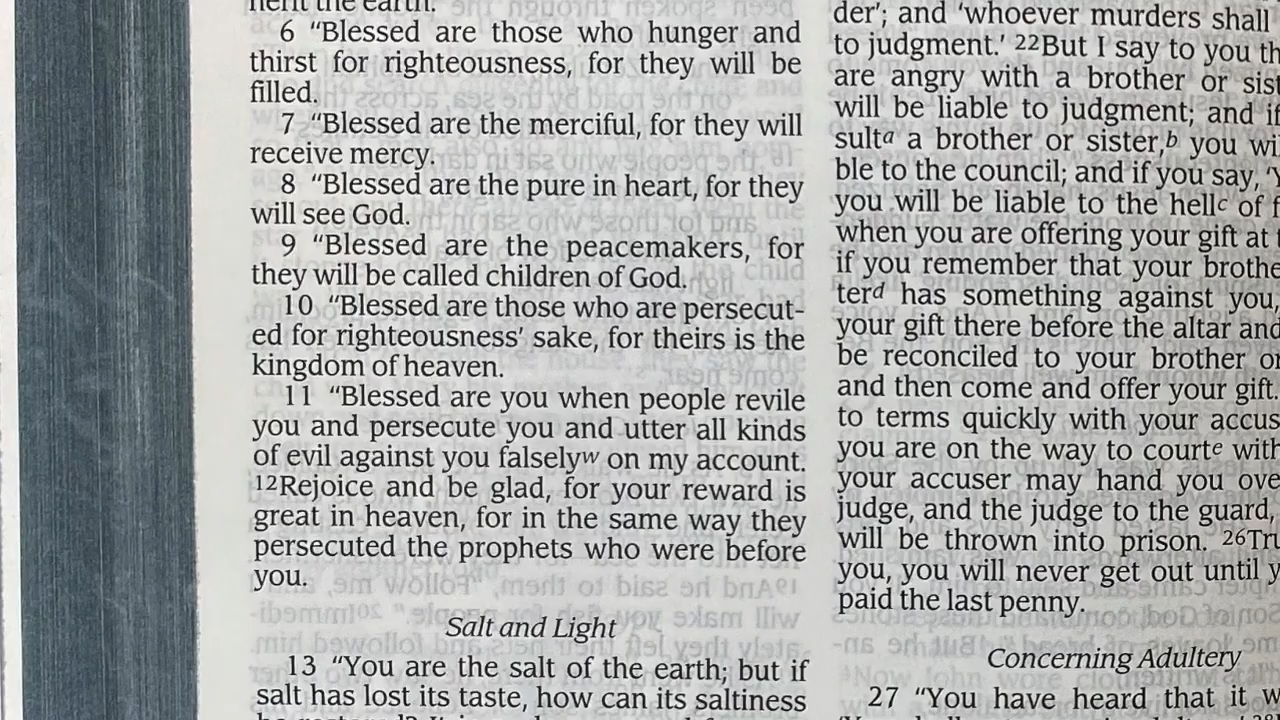 herit the earth.
6 “Blessed are those who hunger and
thirst for righteousness, for they will be
filled.
7 “Blessed are the merciful, for they will
receive mercy.
8 “Blessed are the pure in heart, for they
will see God.
9 “Blessed are the peacemakers, for
they will be called children of God.
10 “Blessed are those who are persecut-
ed for righteousness’ sake, for theirs is the
kingdom of heaven.
11 “Blessed are you when people revile
you and persecute you and utter all kinds
of evil against you falselyw on my account.
12Rejoice and be glad, for your reward is
great in heaven, for in the same way they
persecuted the prophets who were before
you.
Salt and Light
13 “You are the salt of the earth; but if
salt has lost its taste, how can its saltiness
der’; and ‘whoever murders shall
to judgment.’ 22But I say to you th
are angry with a brother or sist
will be liable to judgment; and if
sulta a brother or sister,b you wi
ble to the council; and if you say, ‘Y
you will be liable to the hellc of f
when you are offering your gift at t
if you remember that your brothe
terd has something against you,
your gift there before the altar and
be reconciled to your brother or
and then come and offer your gift.
to terms quickly with your accus
you are on the way to courte with
your accuser may hand you ove
judge, and the judge to the guard,
will be thrown into prison. 26Tru
you, you will never get out until y
paid the last penny.
Concerning Adultery
27 “You have heard that it w